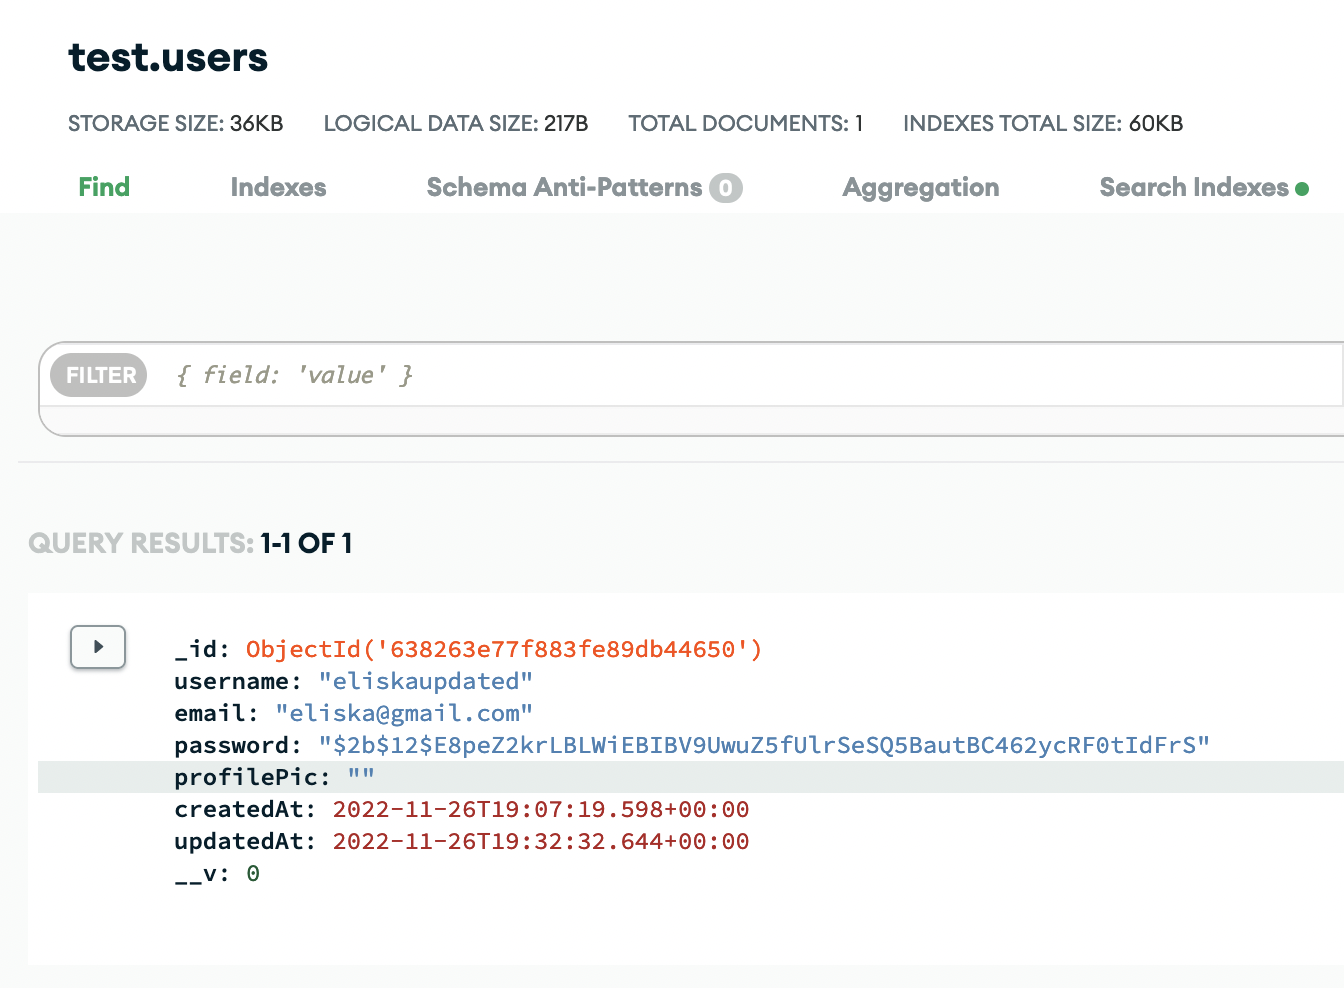 test.users
STORAGE SIZE: 36KB LOGICAL DATA SIZE: 217B TOTAL DOCUMENTS: 1 INDEXES TOTAL SIZE: 60KB
Find Indexes Schema Anti-Patterns 0 Aggregation Search Indexes
FILTER { field: 'value' }
QUERY RESULTS: 1-1 OF 1
_id: ObjectId('638263e77f883fe89db44650')
username: "eliskaupdated"
email: "eliska@gmail.com"
password: "$2b$12$E8peZ2krLBLWiEBIBV9UwuZ5fUlrSeSQ5BautBC462ycRF0tIdFrS"
profilePic: ""
createdAt: 2022-11-26T19:07:19.598+00:00
updatedAt: 2022-11-26T19:32:32.644+00:00
__v: 0